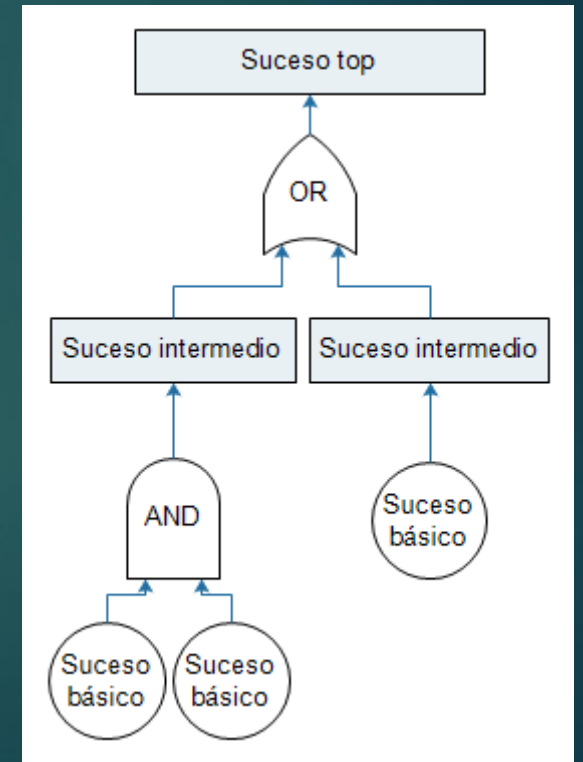 Suceso top
OR
Suceso intermedio
Suceso intermedio
AND
Suceso
básico
Suceso
básico
Suceso
básico